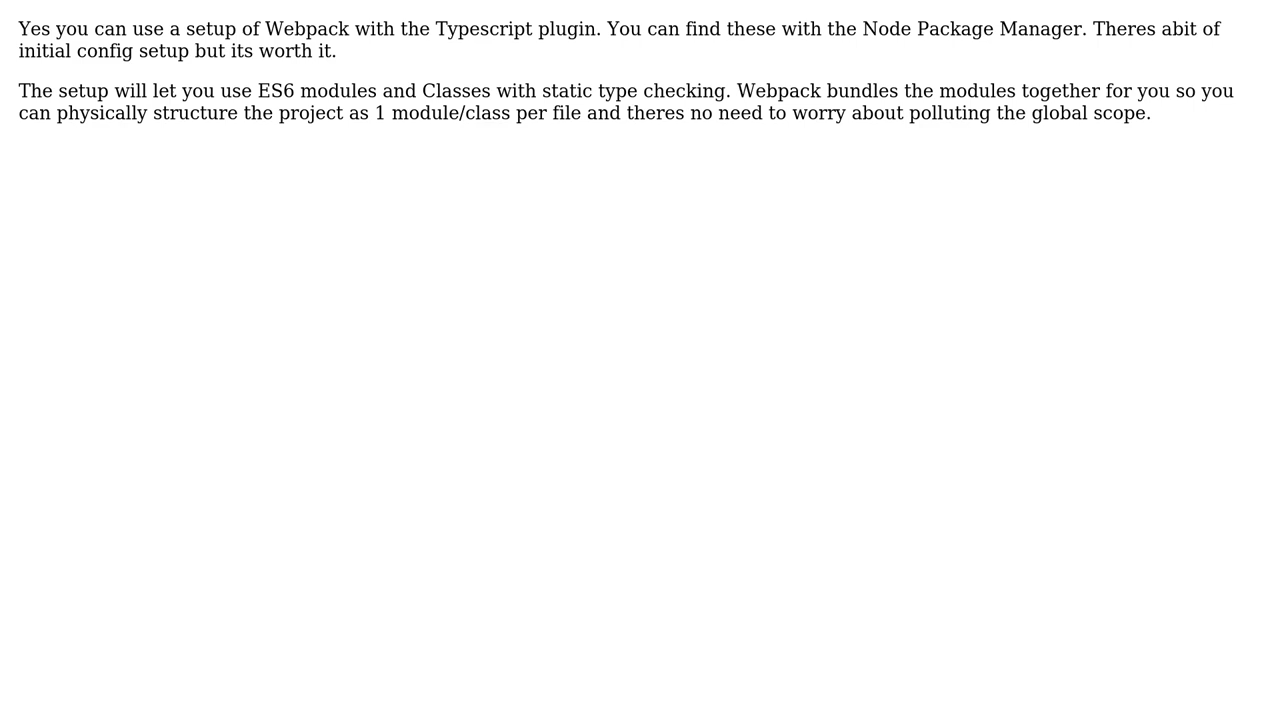 Yes you can use a setup of Webpack with the Typescript plugin. You can find these with the Node Package Manager. Theres abit of
initial config setup but its worth it.
The setup will let you use ES6 modules and Classes with static type checking. Webpack bundles the modules together for you so you
can physically structure the project as 1 module/class per file and theres no need to worry about polluting the global scope.